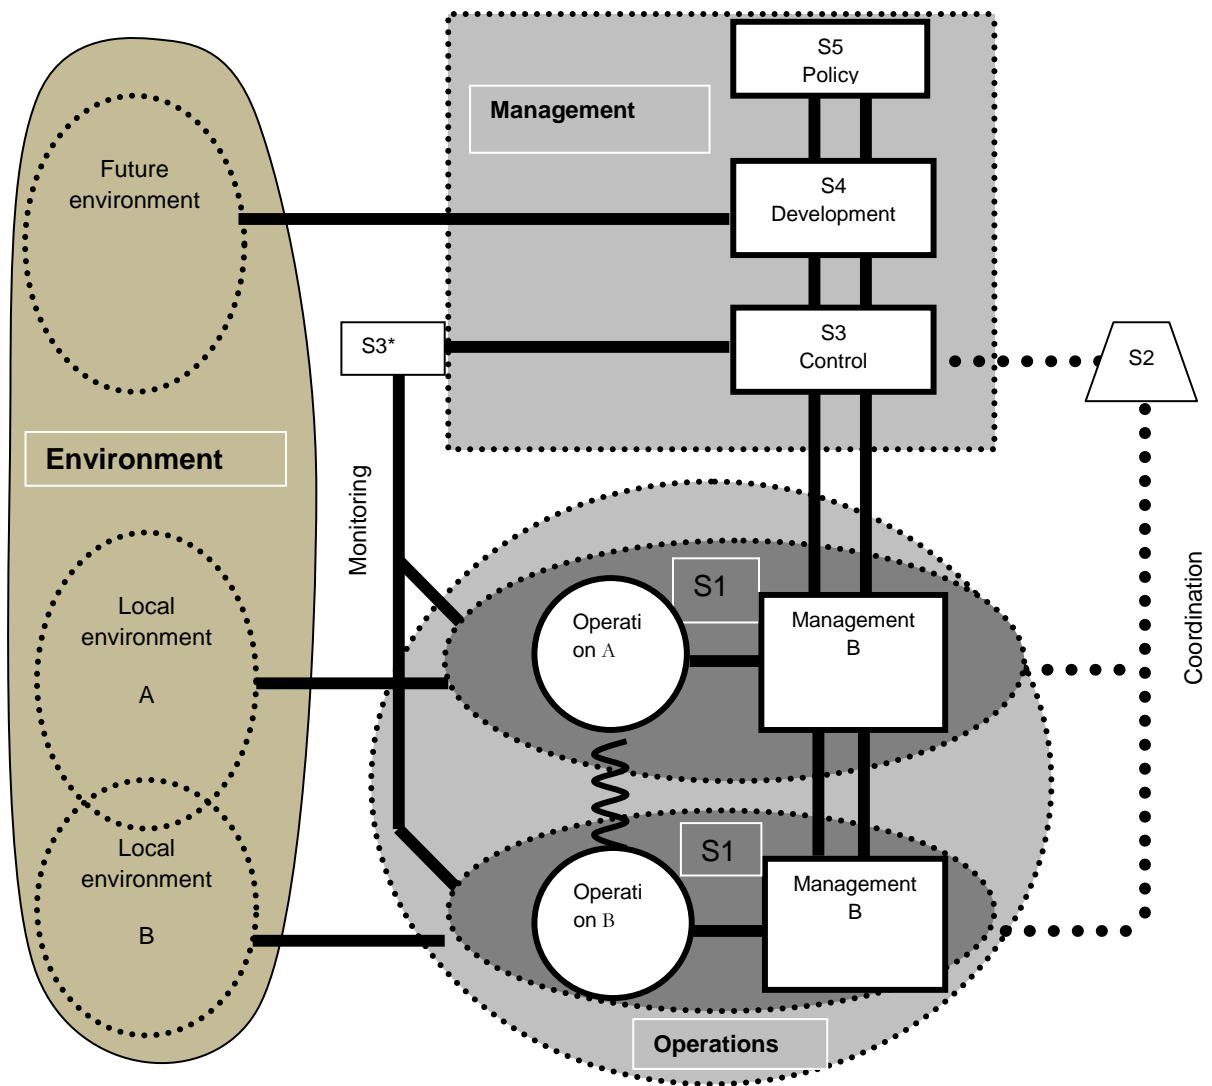 S5
Policy
Management
Future
environment
S4
Development
S3
Control
S3*
S2
Environment
Monitoring
Coordination
S1
Operati
on A
Management
B
Local
environment
A
S1
Operati
on B
Management
B
Local
environment
B
Operations